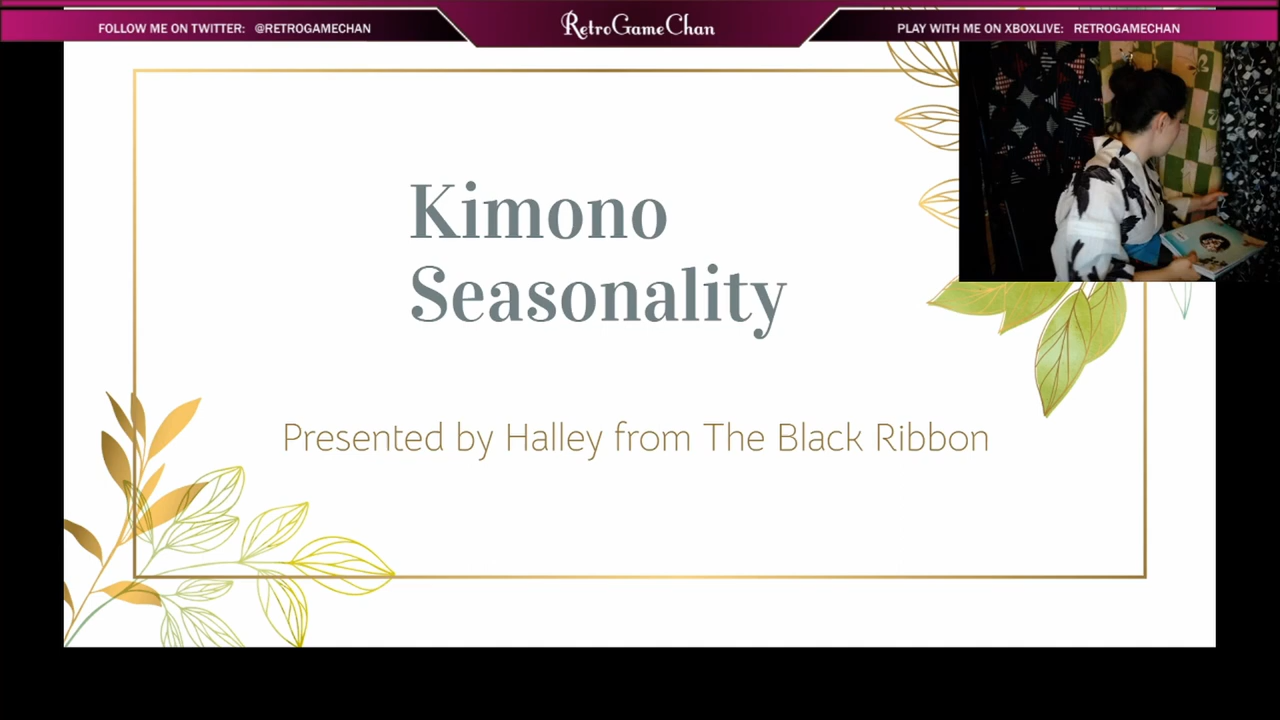 FOLLOW ME ON TWITTER: @RETROGAMECHAN
RetroGameChan
PLAY WITH ME ON XBOXLIVE: RETROGAMECHAN
Kimono
Seasonality
Presented by Halley from The Black Ribbon